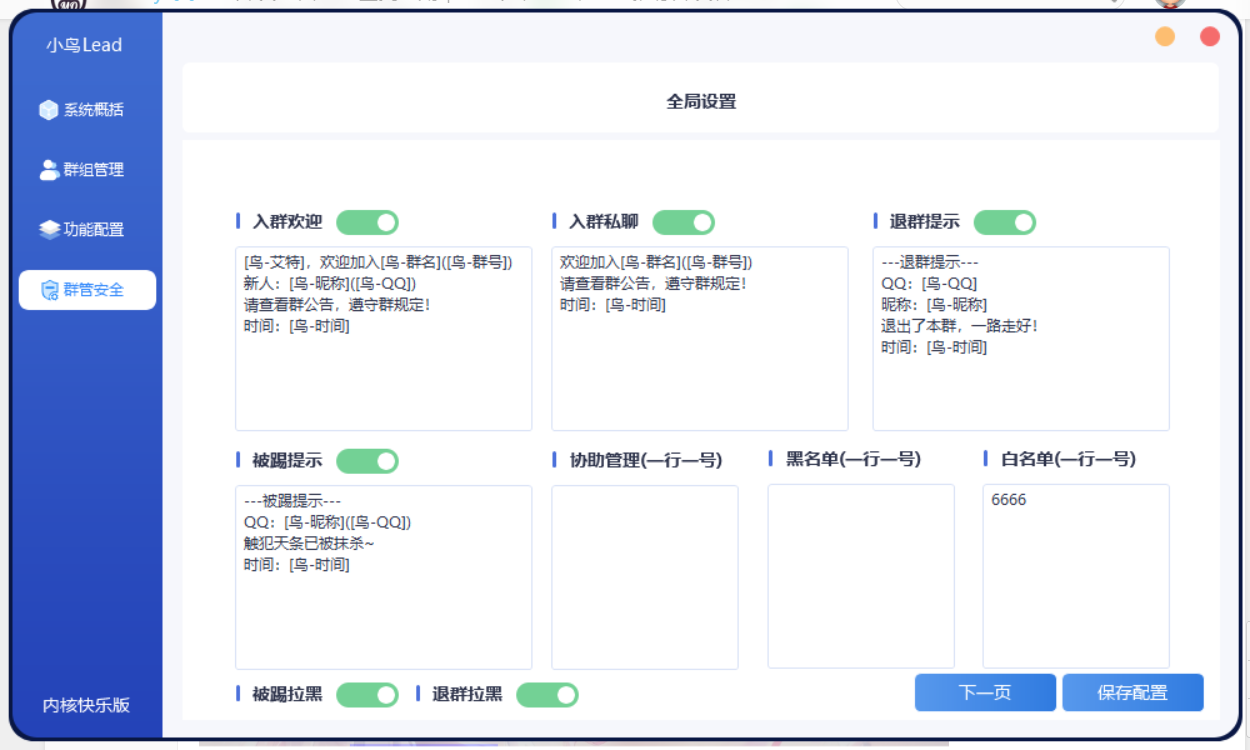 小鸟Lead
系统概括
群组管理
功能配置
群管安全
内核快乐版
全局设置
入群欢迎
[鸟-艾特]，欢迎加入[鸟-群名]([鸟-群号])
新人：[鸟-昵称]([鸟-QQ])
请查看群公告，遵守群规定！
时间：[鸟-时间]
入群私聊
欢迎加入[鸟-群名]([鸟-群号])
请查看群公告，遵守群规定！
时间：[鸟-时间]
退群提示
---退群提示---
QQ：[鸟-QQ]
昵称：[鸟-昵称]
退出了本群，一路走好！
时间：[鸟-时间]
被踢提示
---被踢提示---
QQ：[鸟-昵称]([鸟-QQ])
触犯天条已被抹杀~
时间：[鸟-时间]
协助管理(一行一号)
黑名单(一行一号)
白名单(一行一号)
6666
被踢拉黑
退群拉黑
下一页
保存配置